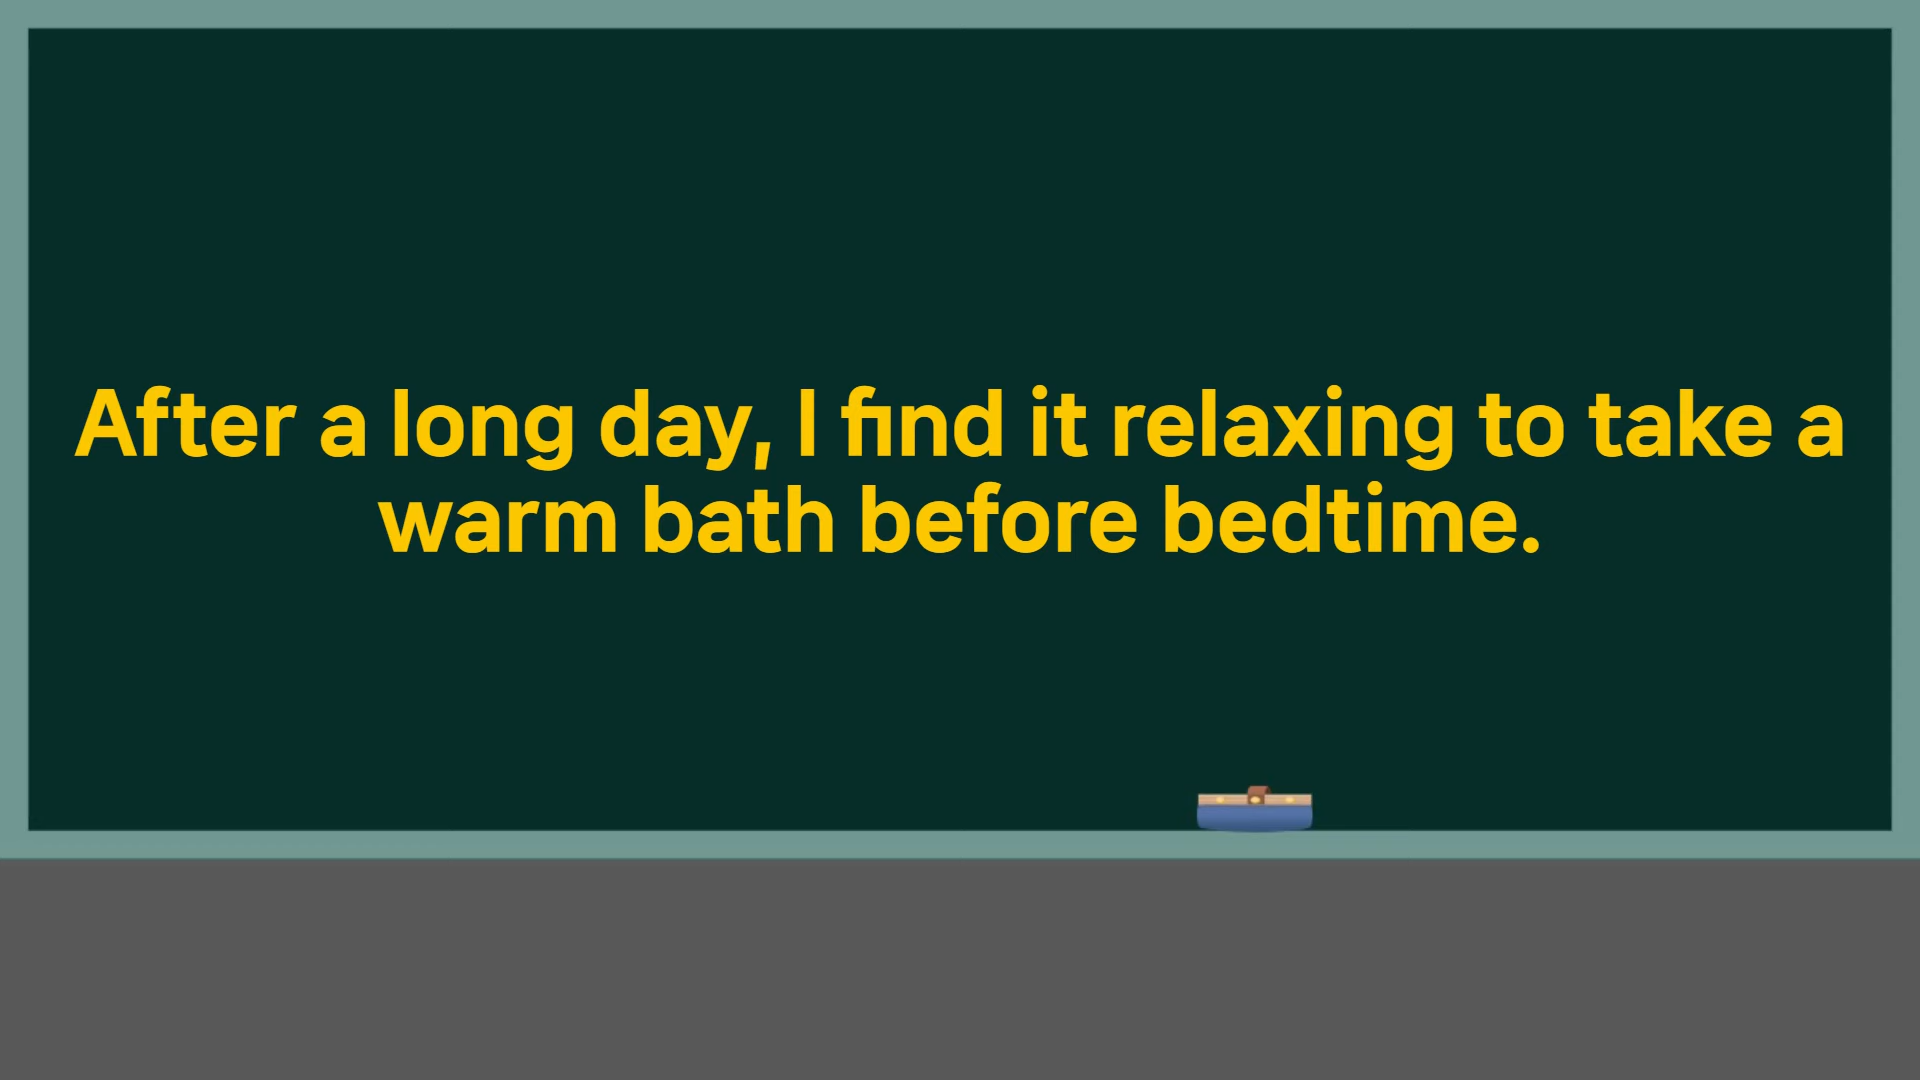 After a long day, I find it relaxing to take a
warm bath before bedtime.